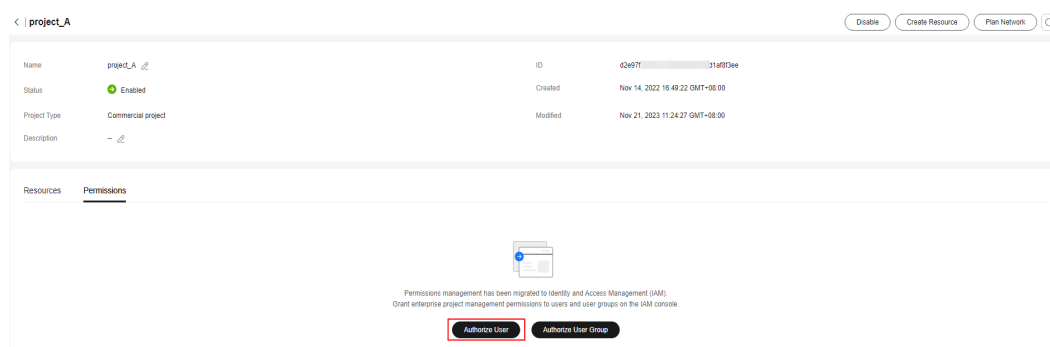 < | project_A Disable Create Resource Plan Network
Name project_A ID d2e97f d1af8f3ee
Status Enabled Created Nov 14, 2022 16:49:22 GMT+08:00
Project Type Commercial project Modified Nov 21, 2023 11:24:27 GMT+08:00
Description --
Resources Permissions
Permissions management has been migrated to Identity and Access Management (IAM).
Grant enterprise project management permissions to users and user groups on the IAM console.
Authorize User Authorize User Group